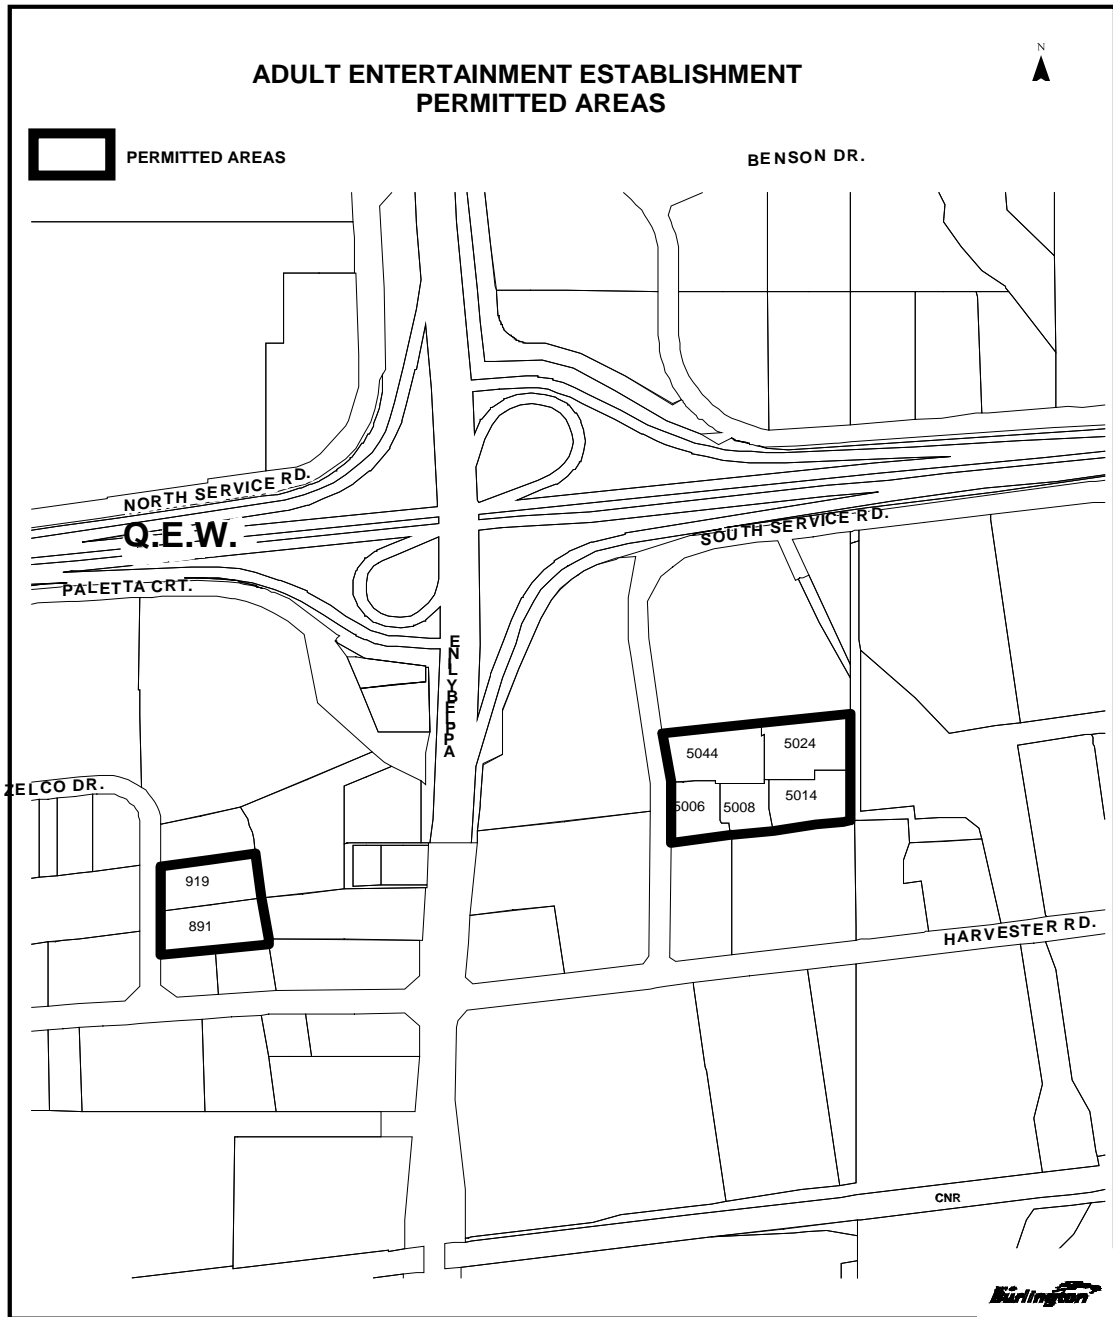 ADULT ENTERTAINMENT ESTABLISHMENT
PERMITTED AREAS
N
PERMITTED AREAS
BENSON DR.
NORTH SERVICE RD.
Q.E.W.
SOUTH SERVICE RD.
PALETTA CRT.
APPLEBY LINE
5044
5024
ZELCO DR.
5006
5008
5014
919
891
HARVESTER RD.
CNR
Burlington